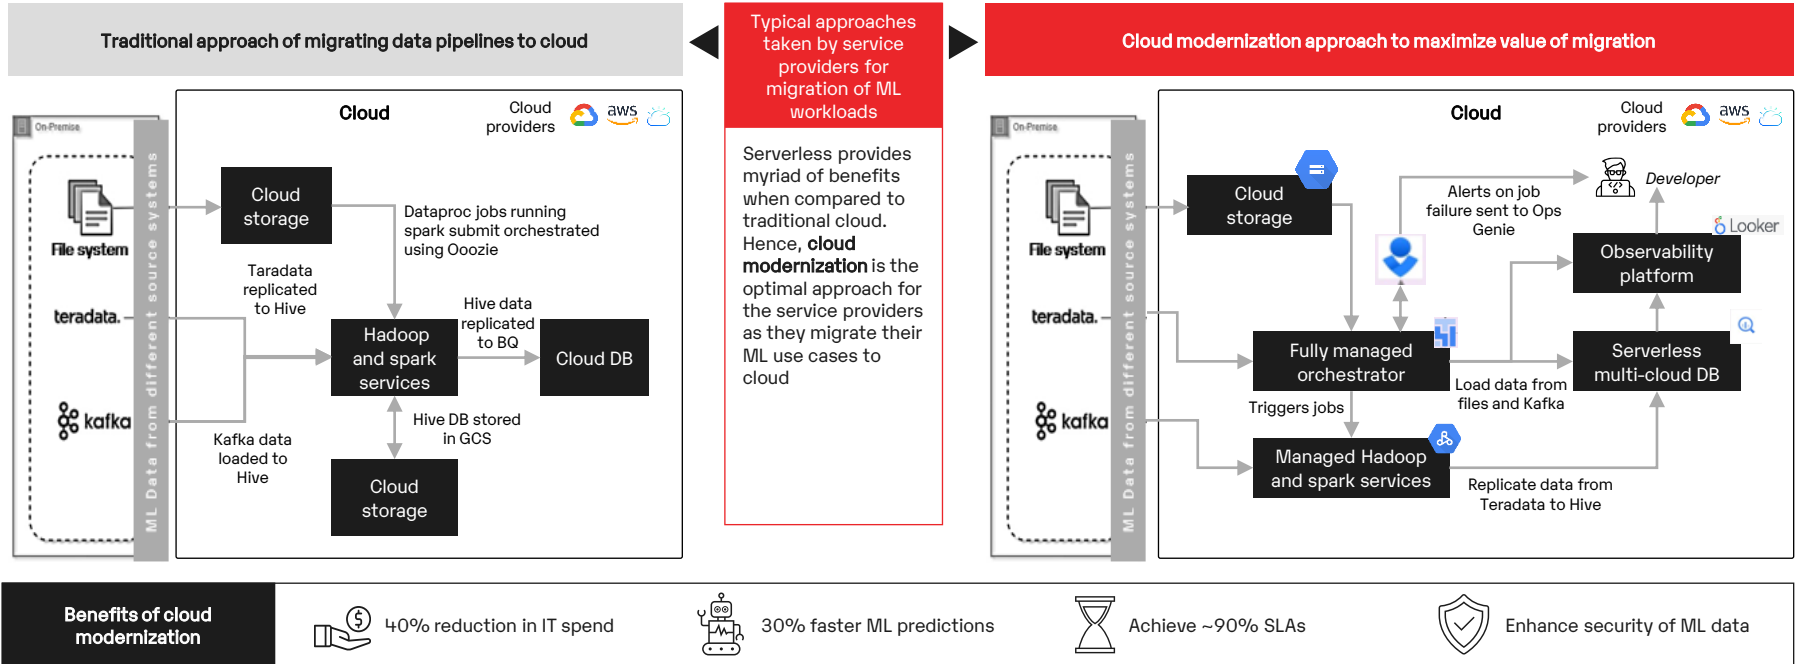 Traditional approach of migrating data pipelines to cloud
Typical approaches
taken by service
providers for
migration of ML
workloads
Cloud modernization approach to maximize value of migration
On-Premise
ML Data from different source systems
File system
teradata.
kafka
Cloud
Cloud
providers
aws
Cloud
storage
Dataproc jobs running
spark submit orchestrated
using Ooozie
Taradata
replicated
to Hive
Hive data
replicated
to BQ
Hadoop
and spark
services
Cloud DB
Kafka data
loaded to
Hive
Hive DB stored
in GCS
Cloud
storage
Serverless provides
myriad of benefits
when compared to
traditional cloud.
Hence, cloud
modernization is the
optimal approach for
the service providers
as they migrate their
ML use cases to
cloud
On-Premise
ML Data from different source systems
File system
teradata.
kafka
Cloud
Cloud
providers
aws
Cloud
storage
Alerts on job
failure sent to Ops
Genie
Developer
Looker
Observability
platform
Fully managed
orchestrator
Serverless
multi-cloud DB
Load data from
files and Kafka
Triggers jobs
Managed Hadoop
and spark services
Replicate data from
Teradata to Hive
Benefits of cloud
modernization
40% reduction in IT spend
30% faster ML predictions
Achieve ~90% SLAs
Enhance security of ML data